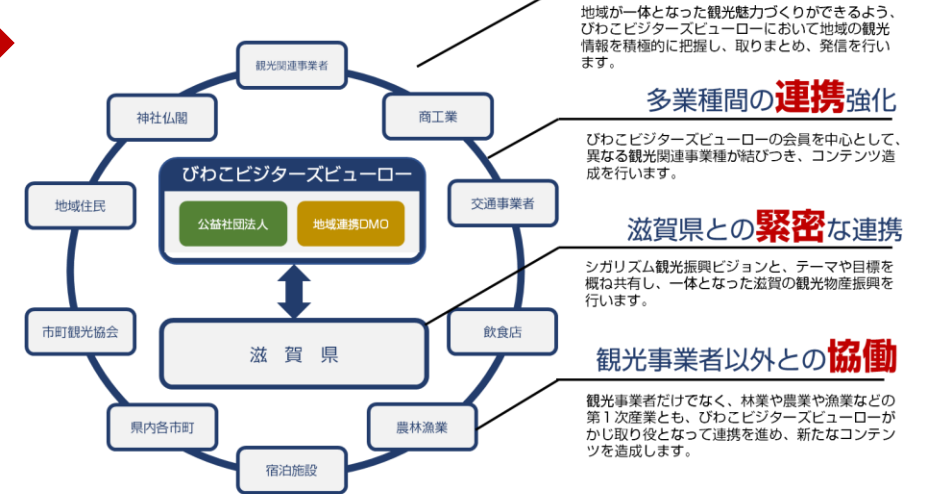 地域が一体となった観光魅力づくりができるよう、
びわこビジターズビューローにおいて地域の観光
情報を積極的に把握し、取りまとめ、発信を行い
ます。
多業種間の連携強化
びわこビジターズビューローの会員を中心として、
異なる観光関連事業種が結びつき、コンテンツ造
成を行います。
滋賀県との緊密な連携
シガリズム観光振興ビジョンと、テーマや目標を
概ね共有し、一体となった滋賀の観光物産振興を
行います。
観光事業者以外との協働
観光事業者だけでなく、林業や農業や漁業などの
第1次産業とも、びわこビジターズビューローが
かじ取り役となって連携を進め、新たなコンテン
ツを造成します。
観光関連事業者
神社仏閣
商工業
びわこビジターズビューロー
公益社団法人
地域連携DMO
地域住民
交通事業者
市町観光協会
滋賀県
飲食店
県内各市町
農林漁業
宿泊施設